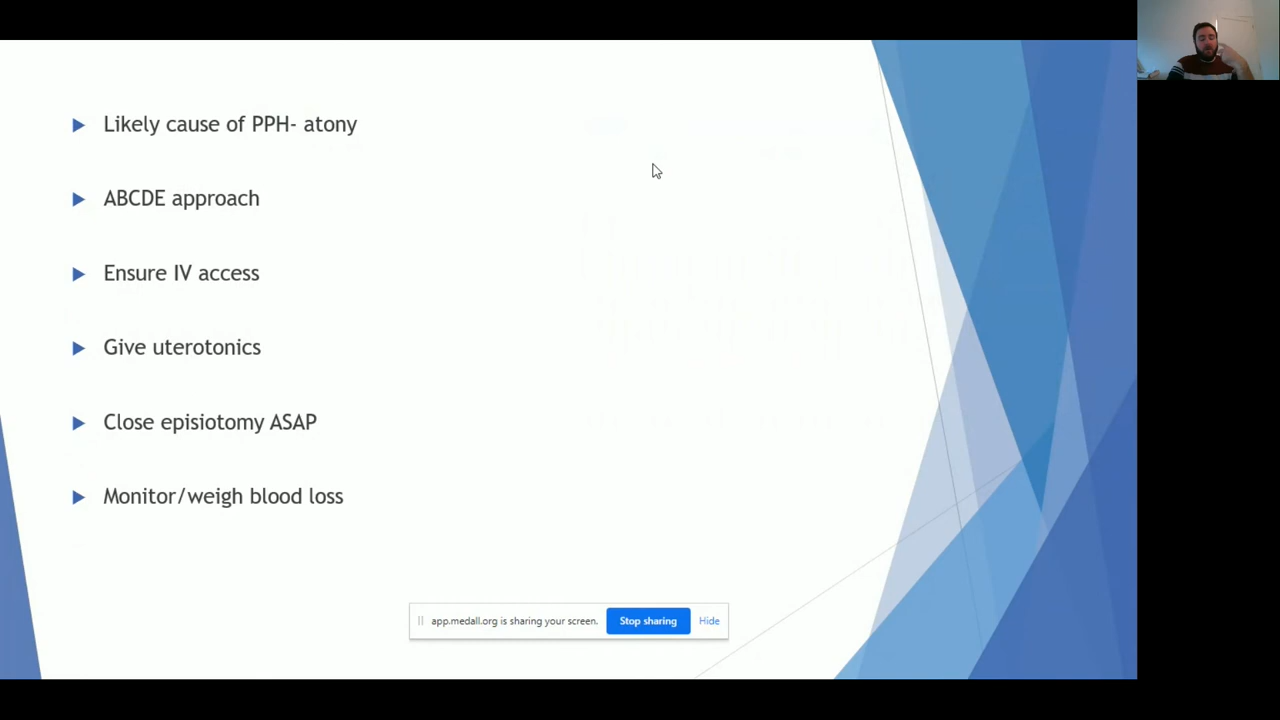 Likely cause of PPH- atony
ABCDE approach
Ensure IV access
Give uterotonics
Close episiotomy ASAP
Monitor/weigh blood loss
app.medall.org is sharing your screen. Stop sharing Hide